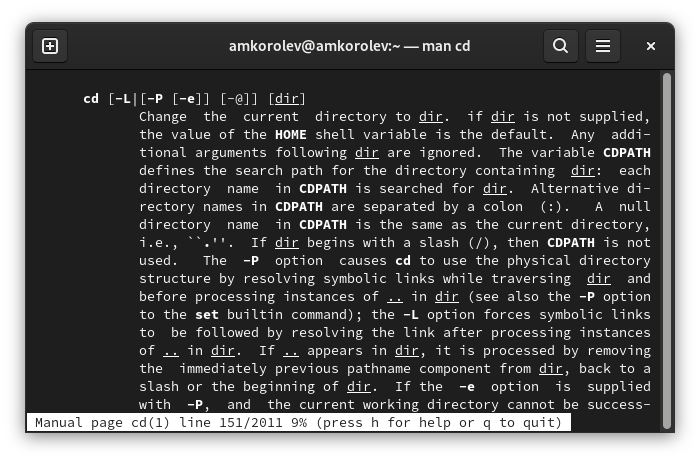 amkorolev@amkorolev:~ — man cd
cd [-L|[-P [-e]] [-@]] [dir]
Change the current directory to dir. if dir is not supplied,
the value of the HOME shell variable is the default. Any addi-
tional arguments following dir are ignored. The variable CDPATH
defines the search path for the directory containing dir: each
directory name in CDPATH is searched for dir. Alternative di-
rectory names in CDPATH are separated by a colon (:). A null
directory name in CDPATH is the same as the current directory,
i.e., ``.''. If dir begins with a slash (/), then CDPATH is not
used. The -P option causes cd to use the physical directory
structure by resolving symbolic links while traversing dir and
before processing instances of .. in dir (see also the -P option
to the set builtin command); the -L option forces symbolic links
to be followed by resolving the link after processing instances
of .. in dir. If .. appears in dir, it is processed by removing
the immediately previous pathname component from dir, back to a
slash or the beginning of dir. If the -e option is supplied
with -P, and the current working directory cannot be success-
Manual page cd(1) line 151/2011 9% (press h for help or q to quit)